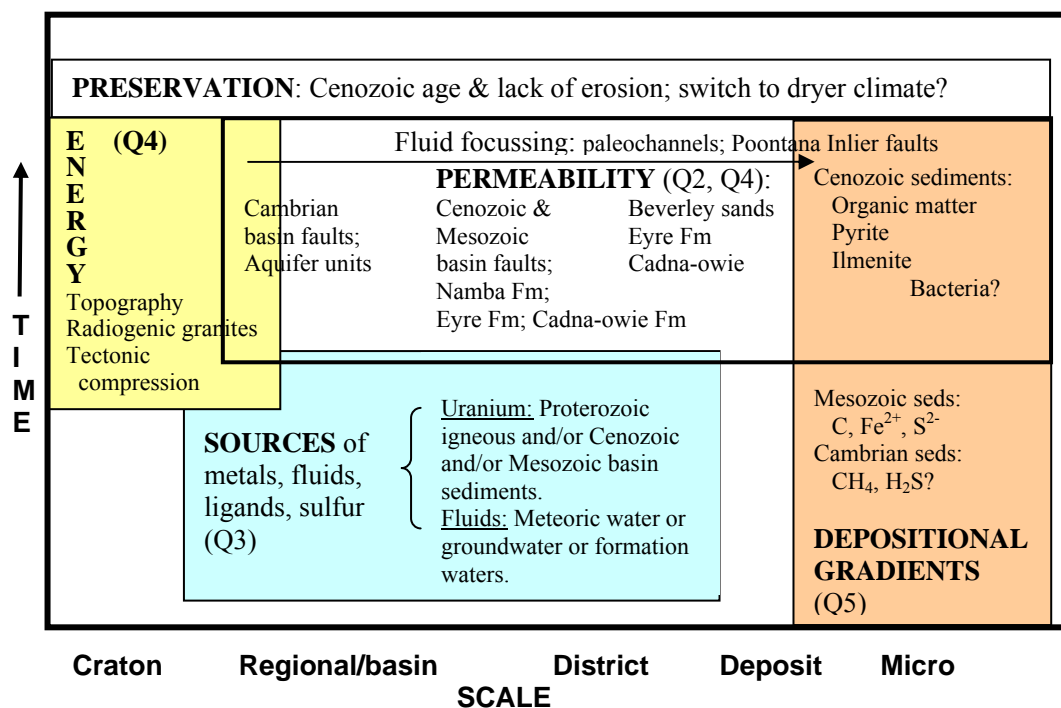 PRESERVATION: Cenozoic age & lack of erosion; switch to dryer climate?
ENERGY
(Q4)
Topography
Radiogenic granites
Tectonic
compression
Fluid focussing: paleochannels; Poontana Inlier faults
PERMEABILITY (Q2, Q4):
Cambrian
basin faults;
Aquifer units
Cenozoic &
Mesozoic
basin faults;
Namba Fm;
Eyre Fm; Cadna-owie Fm
Beverley sands
Eyre Fm
Cadna-owie
Cenozoic sediments:
Organic matter
Pyrite
Ilmenite
Bacteria?
SOURCES of
metals, fluids,
ligands, sulfur
(Q3)
Uranium: Proterozoic
igneous and/or Cenozoic
and/or Mesozoic basin
sediments.
Fluids: Meteoric water or
groundwater or formation
waters.
Mesozoic seds:
C, Fe²⁺, S²⁻
Cambrian seds:
CH₄, H₂S?
DEPOSITIONAL
GRADIENTS
(Q5)
TIME
Craton Regional/basin District Deposit Micro
SCALE